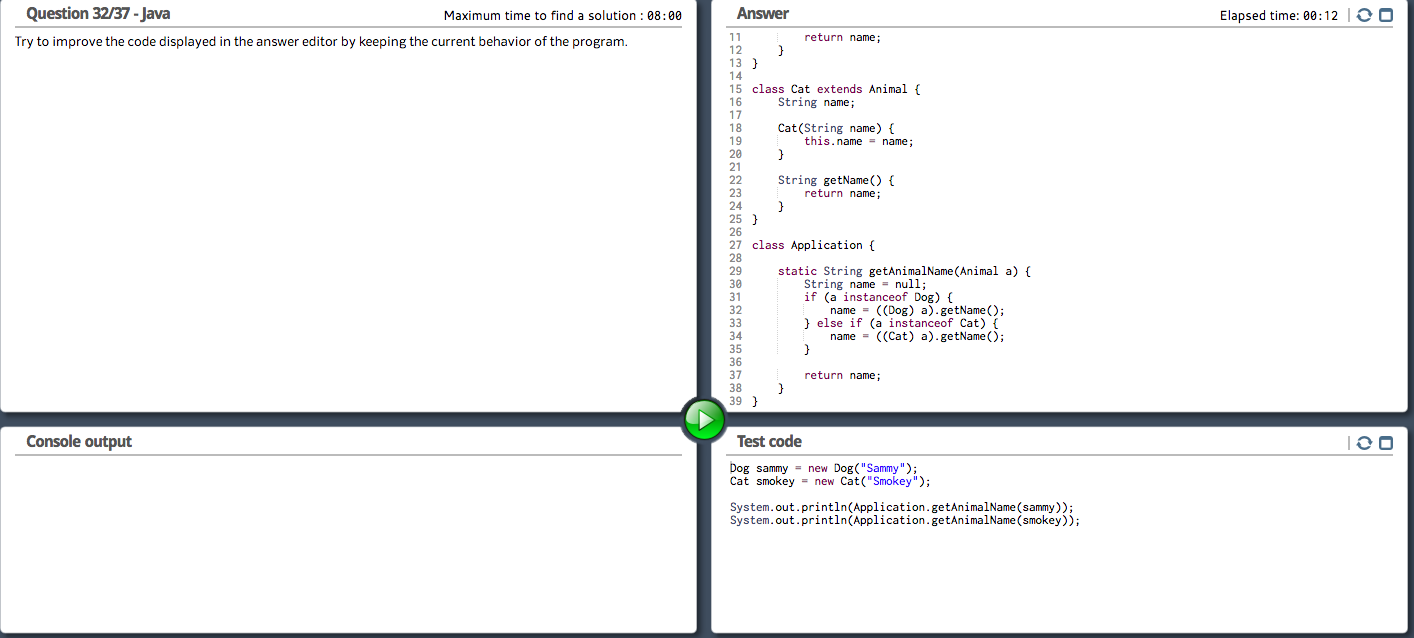 Question 32/37 - Java
Maximum time to find a solution : 08:00
Try to improve the code displayed in the answer editor by keeping the current behavior of the program.
Answer
Elapsed time: 00:12
11         return name;
12     }
13 }
14
15 class Cat extends Animal {
16     String name;
17
18     Cat(String name) {
19         this.name = name;
20     }
21
22     String getName() {
23         return name;
24     }
25 }
26
27 class Application {
28
29     static String getAnimalName(Animal a) {
30         String name = null;
31         if (a instanceof Dog) {
32             name = ((Dog) a).getName();
33         } else if (a instanceof Cat) {
34             name = ((Cat) a).getName();
35         }
36
37         return name;
38     }
39 }
Console output
Test code
Dog sammy = new Dog("Sammy");
Cat smokey = new Cat("Smokey");
System.out.println(Application.getAnimalName(sammy));
System.out.println(Application.getAnimalName(smokey));